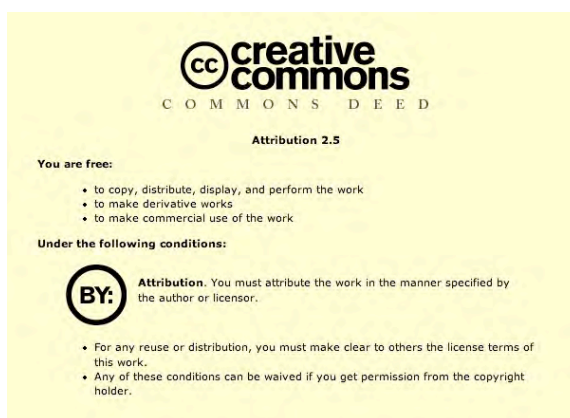 cc creative
commons
COMMONS DEED
Attribution 2.5
You are free:
• to copy, distribute, display, and perform the work
• to make derivative works
• to make commercial use of the work
Under the following conditions:
BY:
Attribution. You must attribute the work in the manner specified by
the author or licensor.
• For any reuse or distribution, you must make clear to others the license terms of
this work.
• Any of these conditions can be waived if you get permission from the copyright
holder.